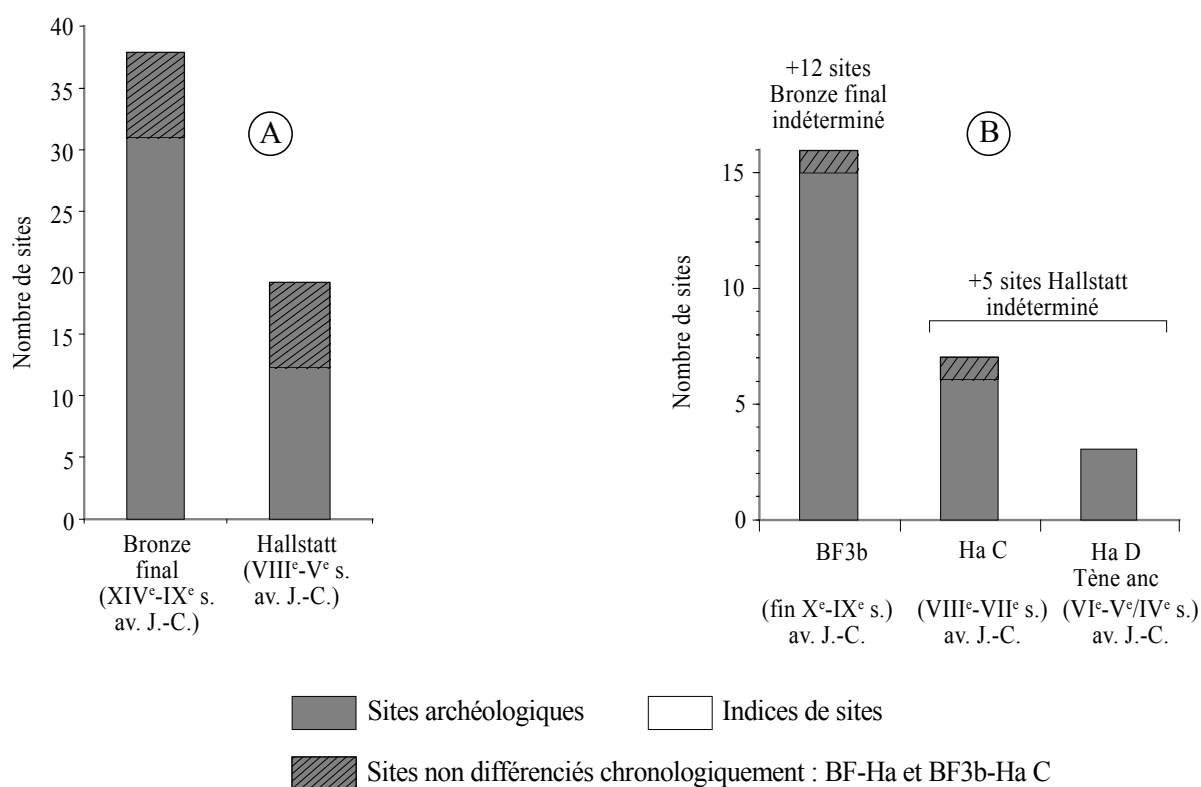 40
35
30
25
20
15
10
5
0
Nombre de sites
A
Bronze
final
(XIVe-IXe s.
av. J.-C.)
Hallstatt
(VIIIe-Ve s.
av. J.-C.)
+12 sites
Bronze final
indéterminé
B
15
10
5
0
Nombre de sites
+5 sites Hallstatt
indéterminé
BF3b
(fin Xe-IXe s.)
av. J.-C.
Ha C
(VIIIe-VIIe s.)
av. J.-C.
Ha D
Tène anc
(VIe-Ve/IVe s.)
av. J.-C.
Sites archéologiques
Indices de sites
Sites non différenciés chronologiquement : BF-Ha et BF3b-Ha C